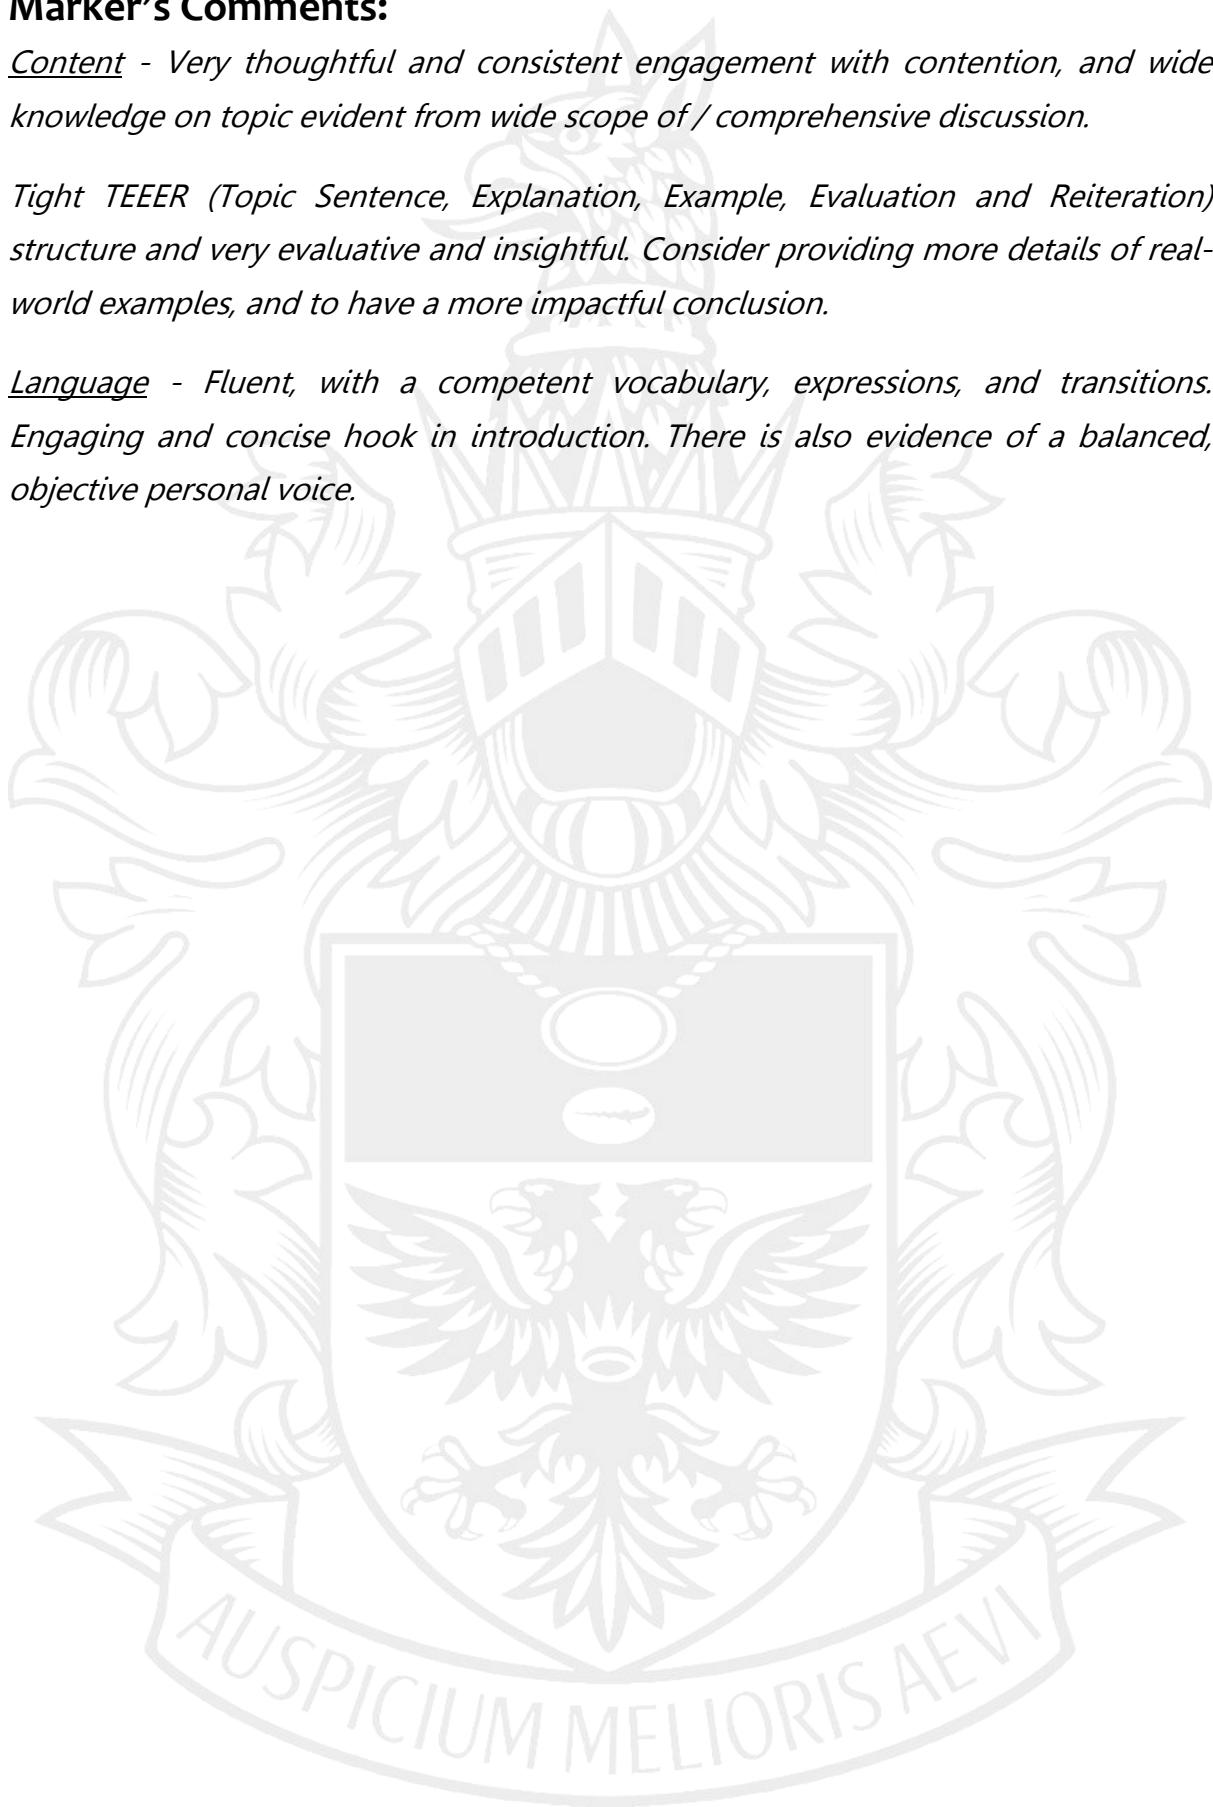 Marker's Comments:
Content - Very thoughtful and consistent engagement with contention, and wide
knowledge on topic evident from wide scope of / comprehensive discussion.
Tight TEEER (Topic Sentence, Explanation, Example, Evaluation and Reiteration)
structure and very evaluative and insightful. Consider providing more details of real-
world examples, and to have a more impactful conclusion.
Language - Fluent, with a competent vocabulary, expressions, and transitions.
Engaging and concise hook in introduction. There is also evidence of a balanced,
objective personal voice.
AUSPICIUM MELIORIS AEVI